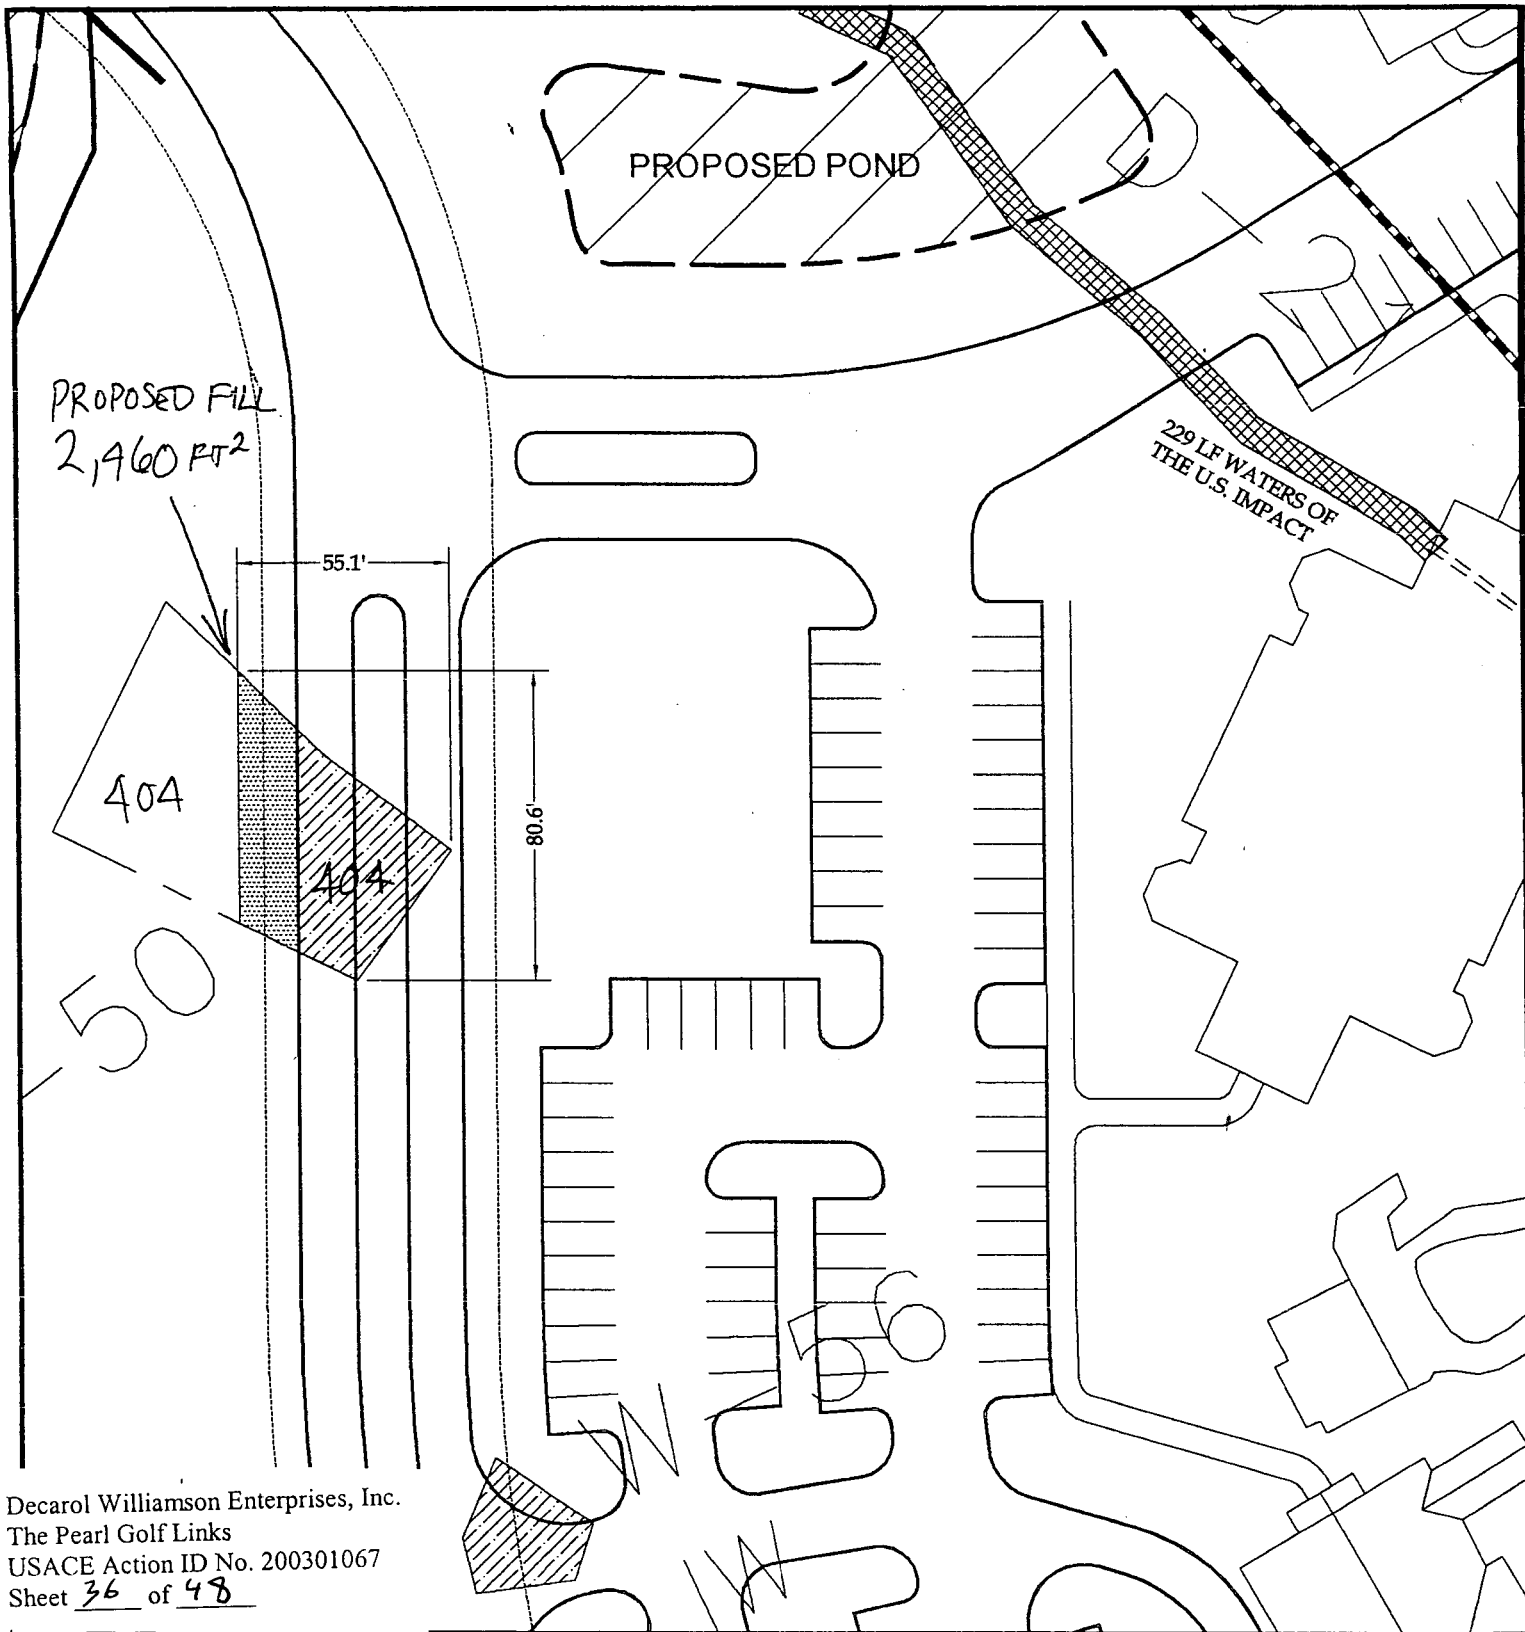 PROPOSED POND
PROPOSED FILL
2,460 FT²
229 LF WATERS OF
THE U.S. IMPACT
55.1'
80.6'
404
404
50
56
Decarol Williamson Enterprises, Inc.
The Pearl Golf Links
USACE Action ID No. 200301067
Sheet 36 of 48